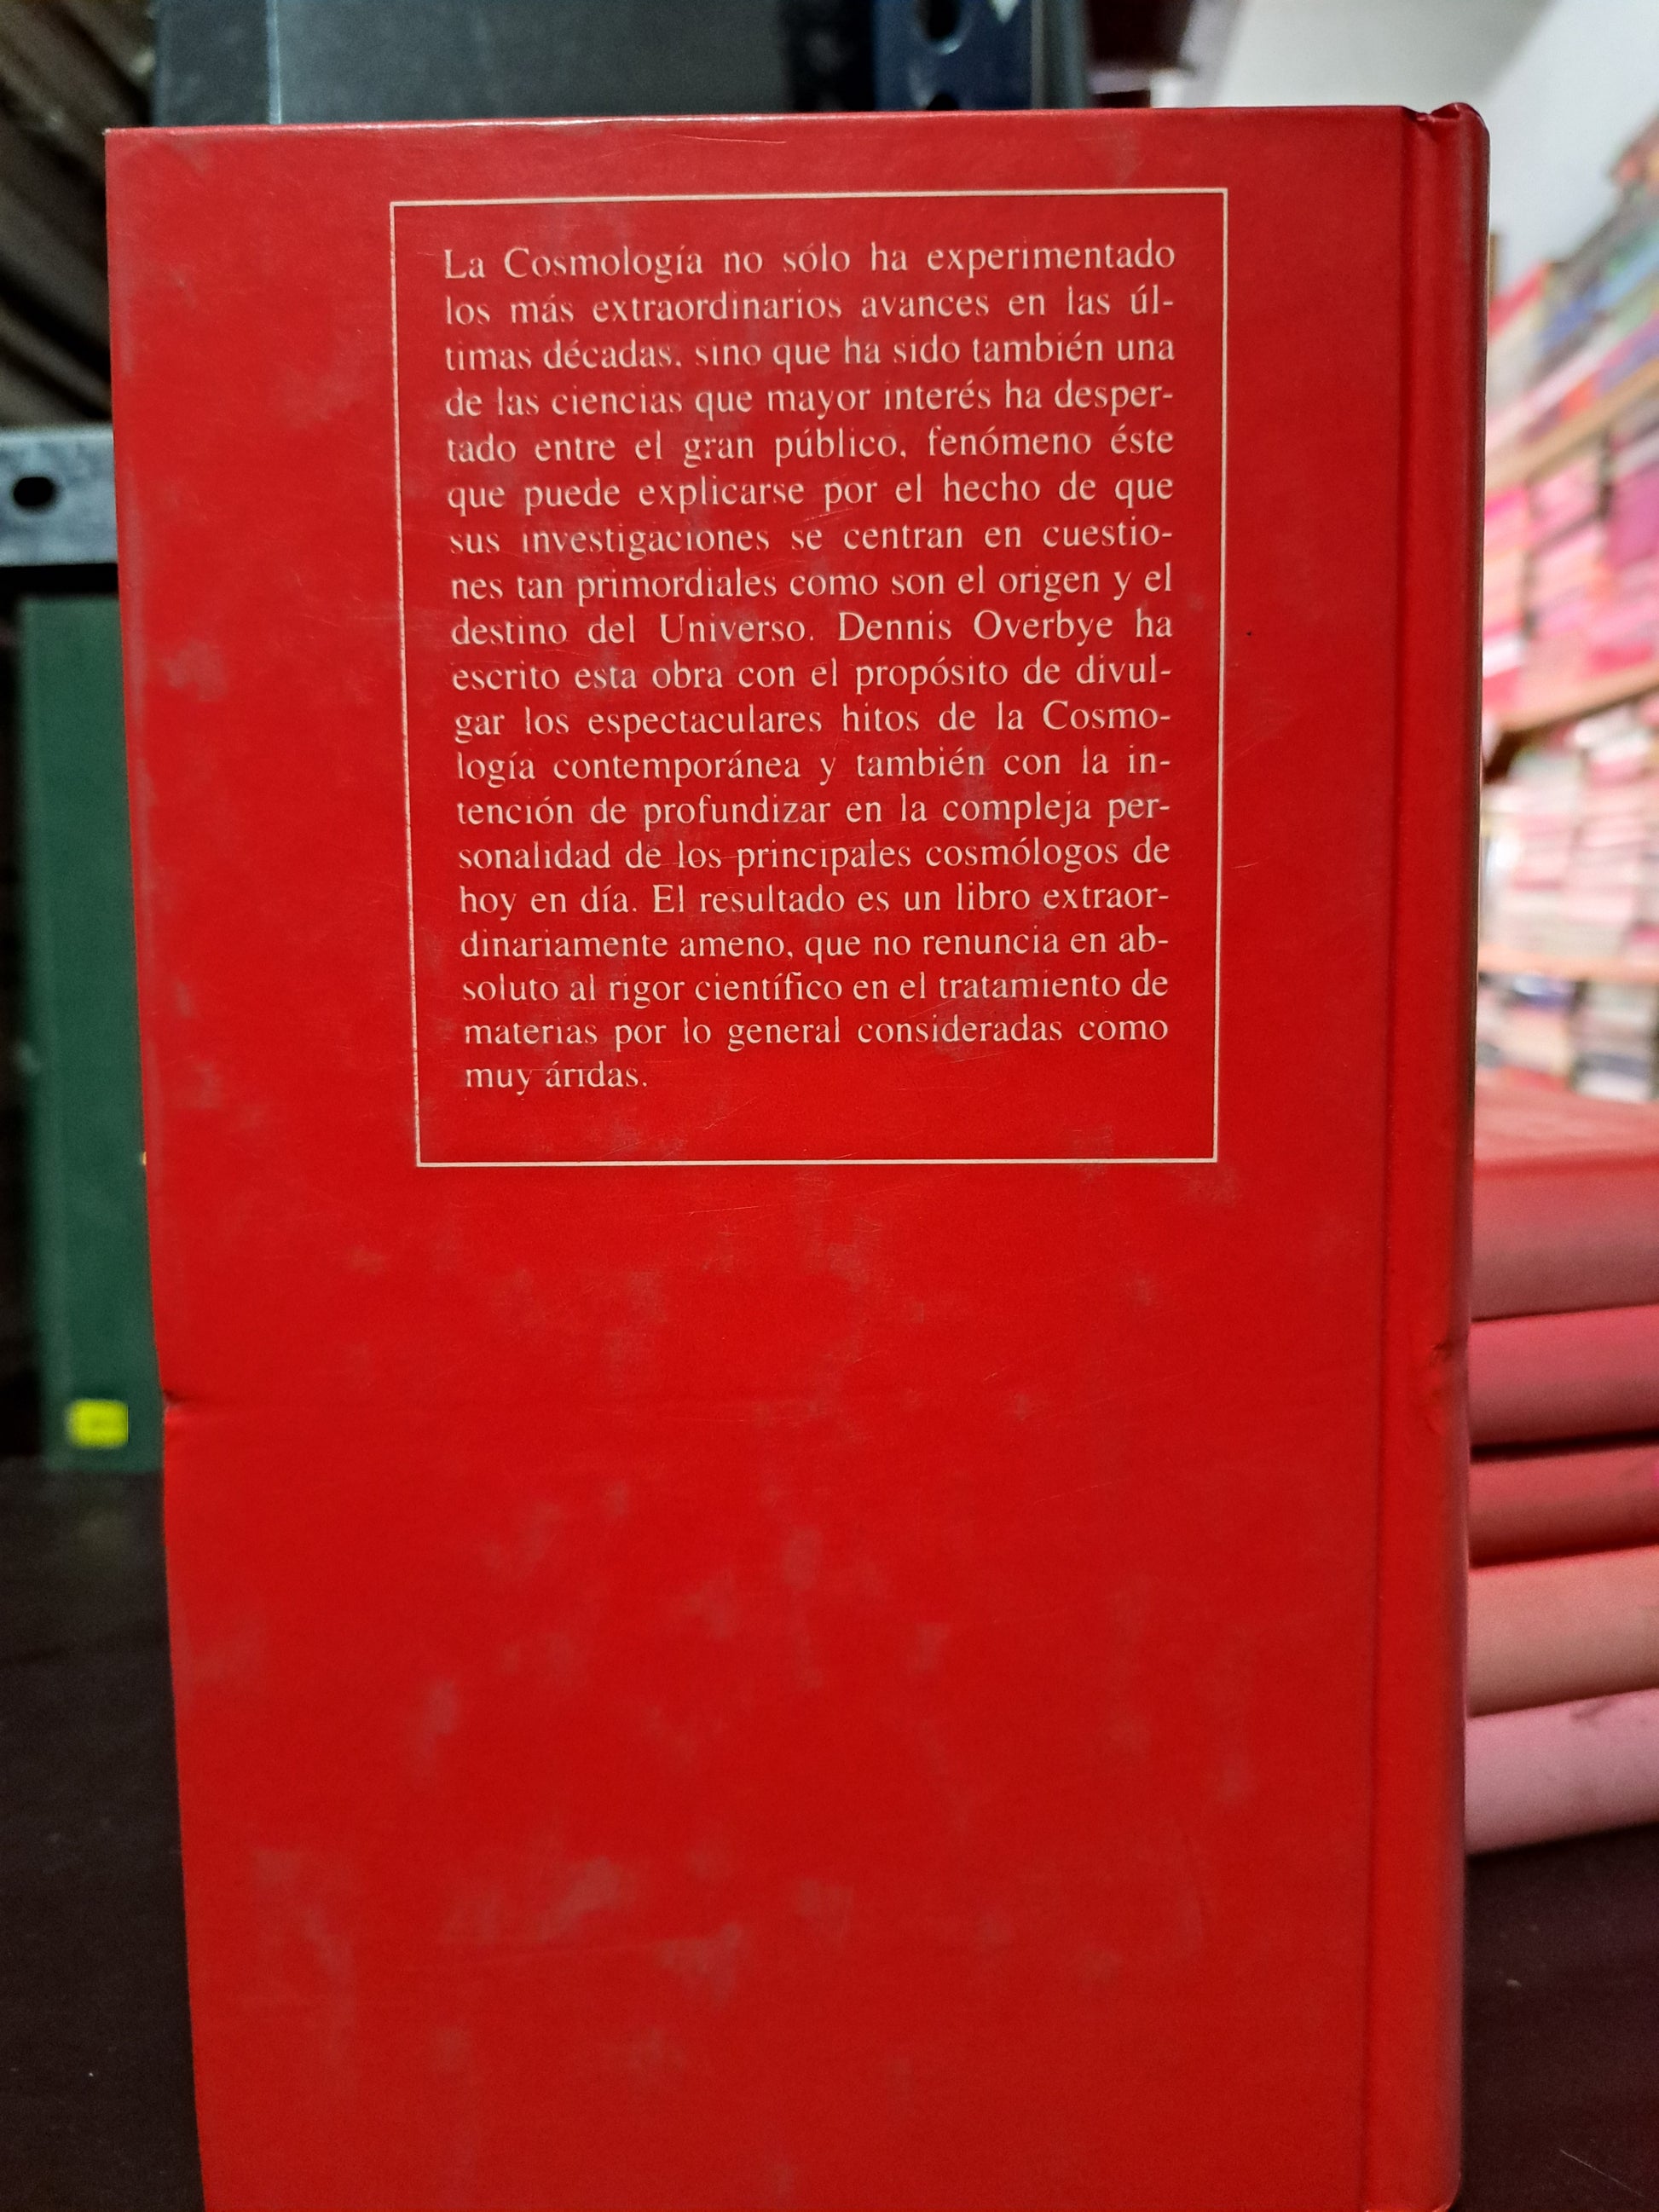 La Cosmología no sólo ha experimentado
los más extraordinarios avances en las úl-
timas décadas, sino que ha sido también una
de las ciencias que mayor interés ha desper-
tado entre el gran público, fenómeno éste
que puede explicarse por el hecho de que
sus investigaciones se centran en cuestio-
nes tan primordiales como son el origen y el
destino del Universo. Dennis Overbye ha
escrito esta obra con el propósito de divul-
gar los espectaculares hitos de la Cosmo-
logía contemporánea y también con la in-
tención de profundizar en la compleja per-
sonalidad de los principales cosmólogos de
hoy en día. El resultado es un libro extraor-
dinariamente ameno, que no renuncia en ab-
soluto al rigor científico en el tratamiento de
materias por lo general consideradas como
muy áridas.